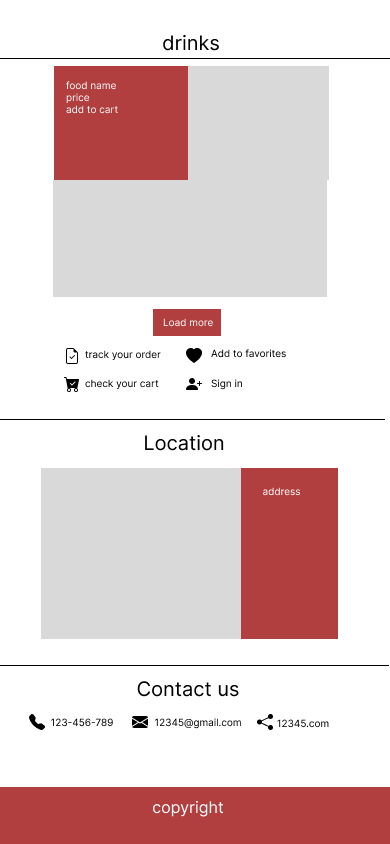 drinks
food name
price
add to cart
Load more
track your order
Add to favorites
check your cart
Sign in
Location
address
Contact us
123-456-789
12345@gmail.com
12345.com
copyright